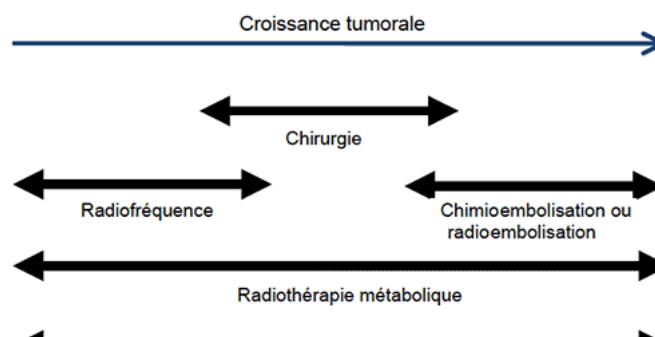 Croissance tumorale
Chirurgie
Radiofréquence
Chimioembolisation ou
radioembolisation
Radiothérapie métabolique